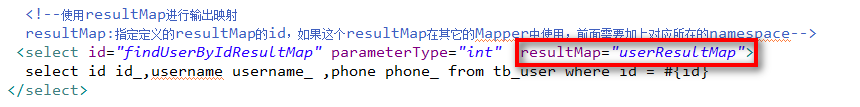 <!--使用resultMap进行输出映射
resultMap:指定定义的resultMap的id，如果这个resultMap在其它的Mapper中使用，前面需要加上对应所在的namespace-->
<select id="findUserByIdResultMap" parameterType="int" resultMap="userResultMap">
select id id_,username username_ ,phone phone_ from tb_user where id = #{id}
</select>